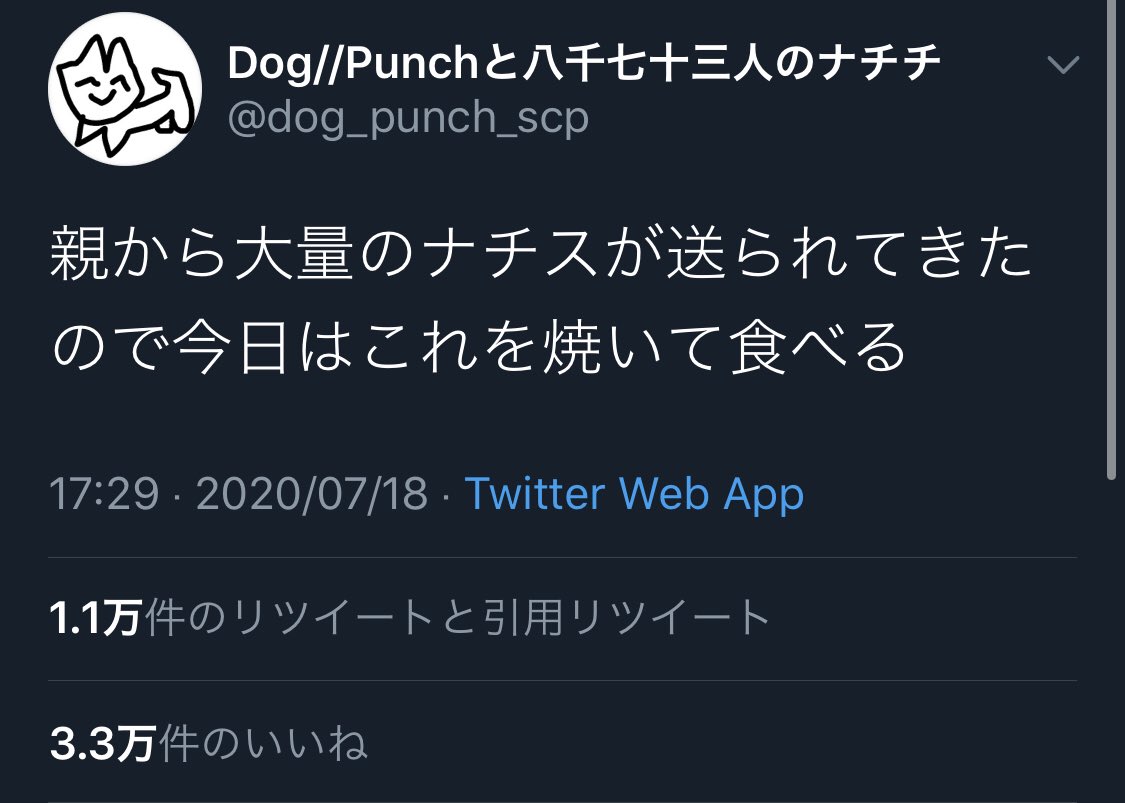 Dog//Punchと八千七十三人のナチチ
@dog_punch_scp
親から大量のナチスが送られてきた
ので今日はこれを焼いて食べる
17:29 · 2020/07/18 · Twitter Web App
1.1万件のリツイートと引用リツイート
3.3万件のいいね